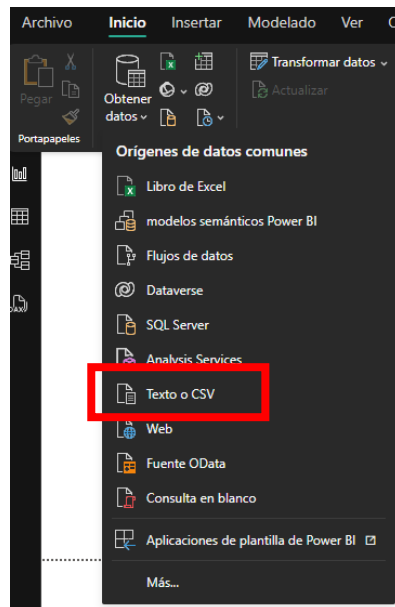 Archivo Inicio Insertar Modelado Ver
Pegar
Obtener datos
Transformar datos
Actualizar
Portapapeles
Orígenes de datos comunes
Libro de Excel
modelos semánticos Power BI
Flujos de datos
Dataverse
SQL Server
Analysis Services
Texto o CSV
Web
Fuente OData
Consulta en blanco
Aplicaciones de plantilla de Power BI
Más...